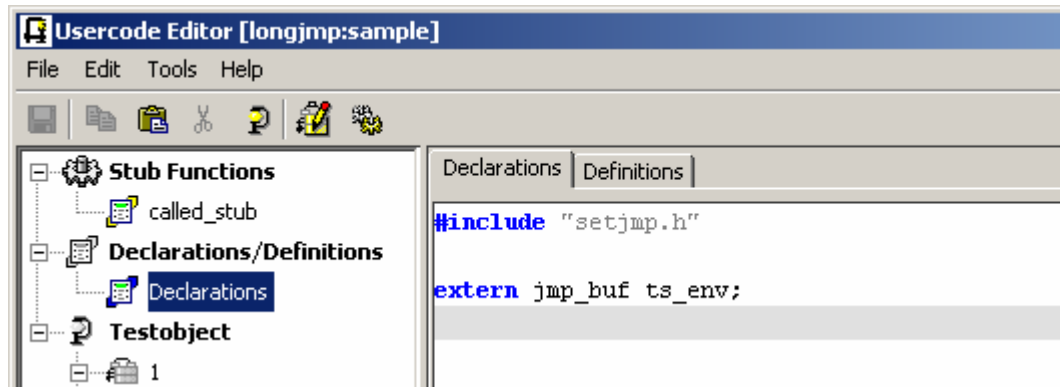 Usercode Editor [longjmp:sample]
File Edit Tools Help
Stub Functions
called_stub
Declarations/Definitions
Declarations
Testobject
1
Declarations Definitions
#include "setjmp.h"
extern jmp_buf ts_env;